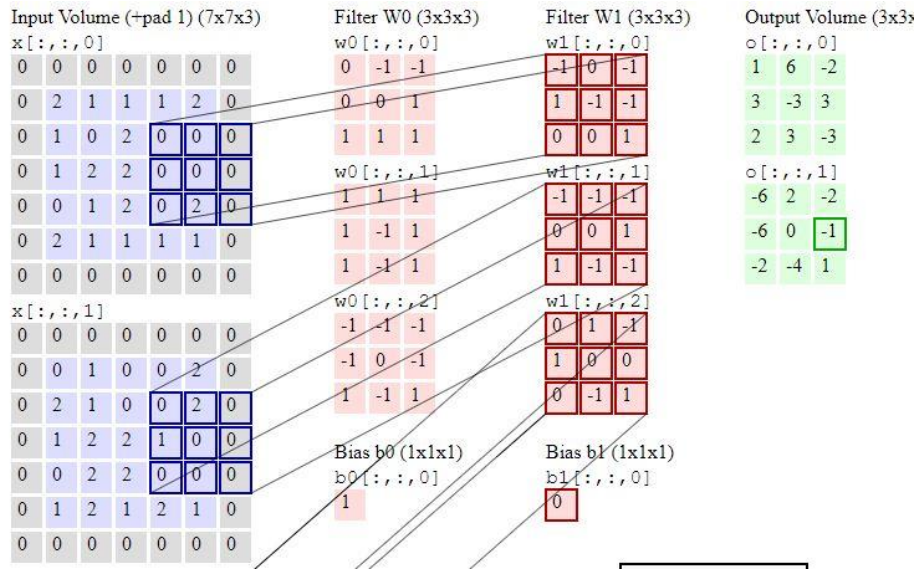 Input Volume (+pad 1) (7x7x3)
x[:,:,0]
0 0 0 0 0 0 0
0 2 1 1 1 2 0
0 1 0 2 0 0 0
0 1 2 2 0 0 0
0 0 1 2 0 2 0
0 2 1 1 1 1 0
0 0 0 0 0 0 0
x[:,:,1]
0 0 0 0 0 0 0
0 0 1 0 0 2 0
0 2 1 0 0 2 0
0 1 2 2 1 0 0
0 0 2 2 0 0 0
0 1 2 1 2 1 0
0 0 0 0 0 0 0
Filter W0 (3x3x3)
w0[:,:,0]
0 -1 -1
0 0 1
1 1 1
w0[:,:,1]
1 1 1
1 -1 1
1 -1 1
w0[:,:,2]
-1 -1 -1
-1 0 -1
1 -1 1
Bias b0 (1x1x1)
b0[:,:,0]
1
Filter W1 (3x3x3)
w1[:,:,0]
-1 0 -1
1 -1 -1
0 0 1
w1[:,:,1]
-1 -1 -1
0 0 1
1 -1 -1
w1[:,:,2]
0 1 -1
1 0 0
0 -1 1
Bias b1 (1x1x1)
b1[:,:,0]
0
Output Volume (3x3x
o[:,:,0]
1 6 -2
3 -3 3
2 3 -3
o[:,:,1]
-6 2 -2
-6 0 -1
-2 -4 1